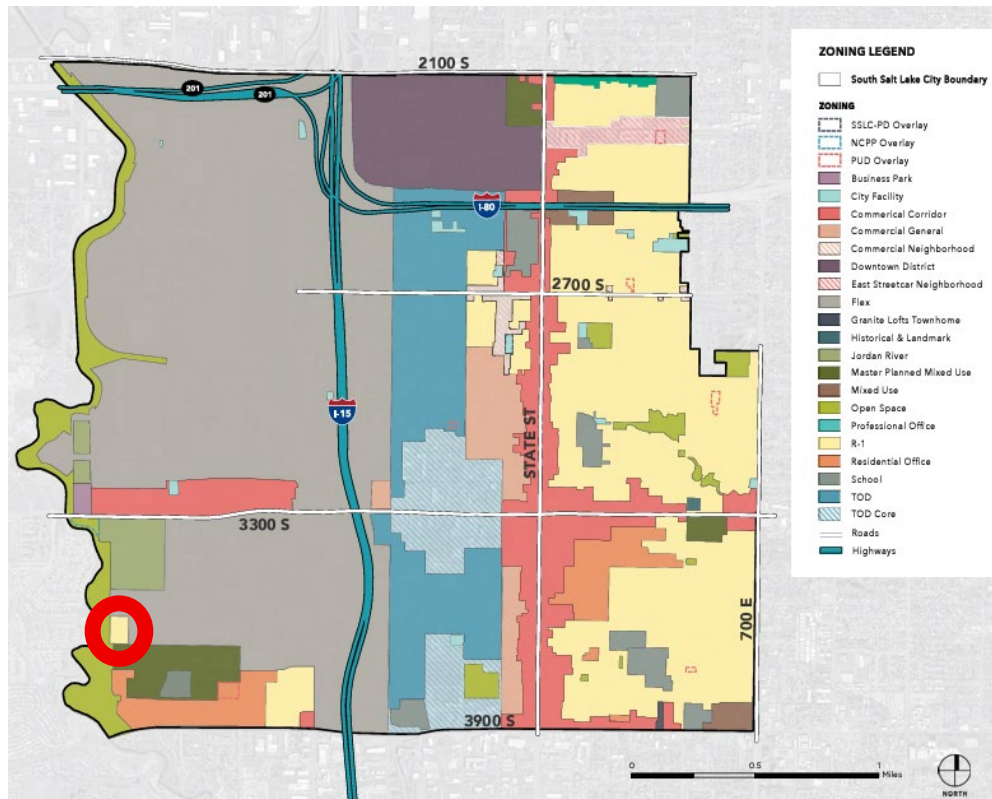 2100 S
201
201
I-80
2700 S
I-15
STATE ST
3300 S
700 E
3900 S
ZONING LEGEND
South Salt Lake City Boundary
ZONING
SSLC-PD Overlay
NCPP Overlay
PUD Overlay
Business Park
City Facility
Commerical Corridor
Commercial General
Commercial Neighborhood
Downtown District
East Streetcar Neighborhood
Flex
Granite Lofts Townhome
Historical & Landmark
Jordan River
Master Planned Mixed Use
Mixed Use
Open Space
Professional Office
R-1
Residential Office
School
TOD
TOD Core
Roads
Highways
0 0.5 1
Miles
NORTH